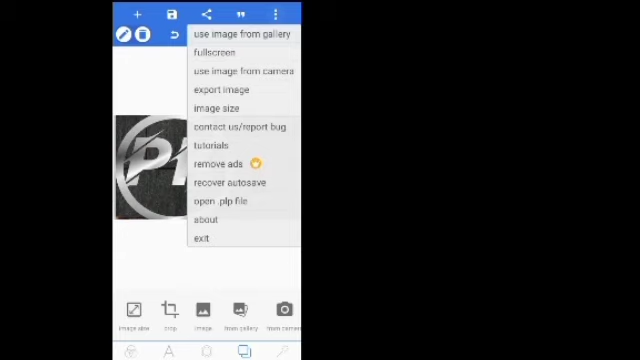 use image from gallery
fullscreen
use image from camera
export image
image size
contact us/report bug
tutorials
remove ads
recover autosave
open .plp file
about
exit
image size
crop
image
from gallery
from camera